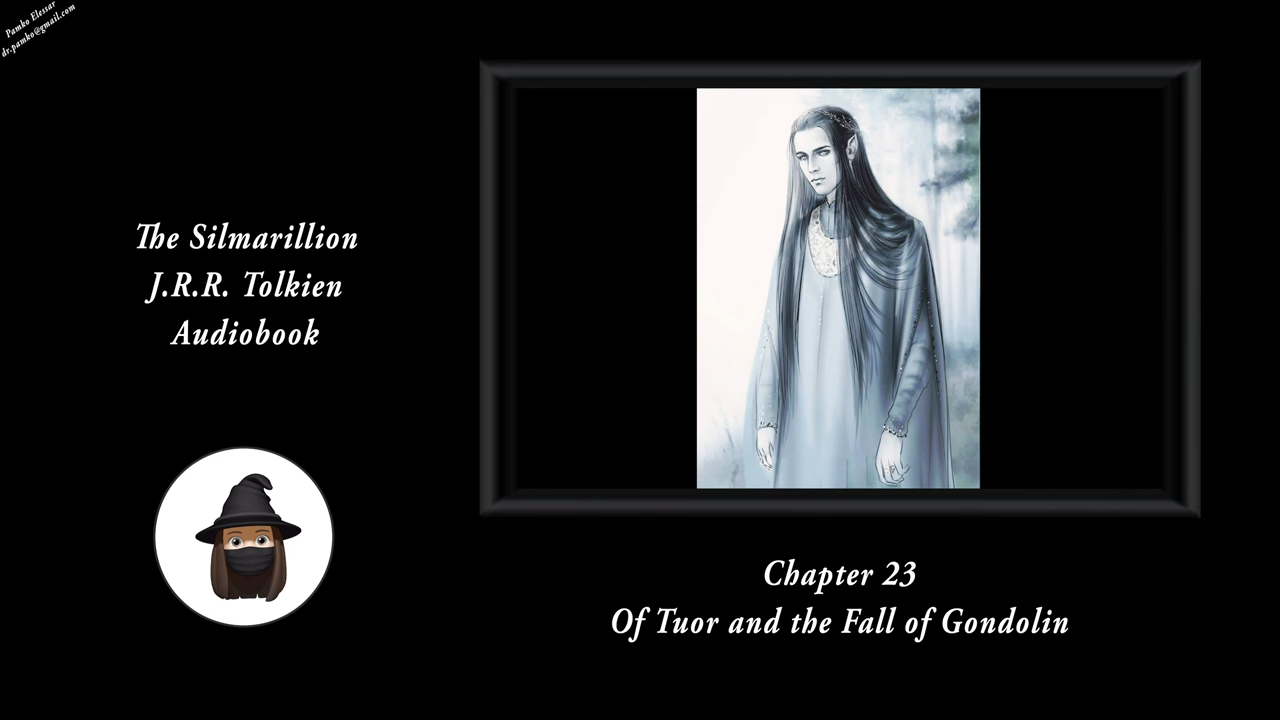 Pamko Elessar
dr.pamko@gmail.com
The Silmarillion
J.R.R. Tolkien
Audiobook
Chapter 23
Of Tuor and the Fall of Gondolin